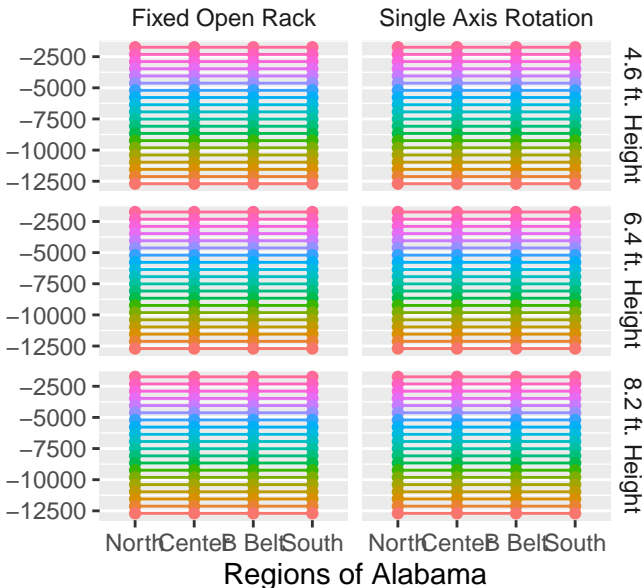 Fixed Open Rack Single Axis Rotation
−2500
−5000
−7500
−10000
−12500
4.6 ft. Height
−2500
−5000
−7500
−10000
−12500
6.4 ft. Height
−2500
−5000
−7500
−10000
−12500
8.2 ft. Height
North Center B Belt South North Center B Belt South
Regions of Alabama